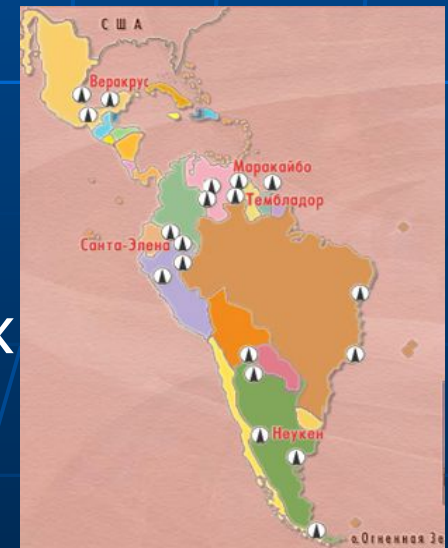 США
Веракрус
Маракайбо
Тембладор
Санта-Элена
х
Неукен
о.Огненная Зе